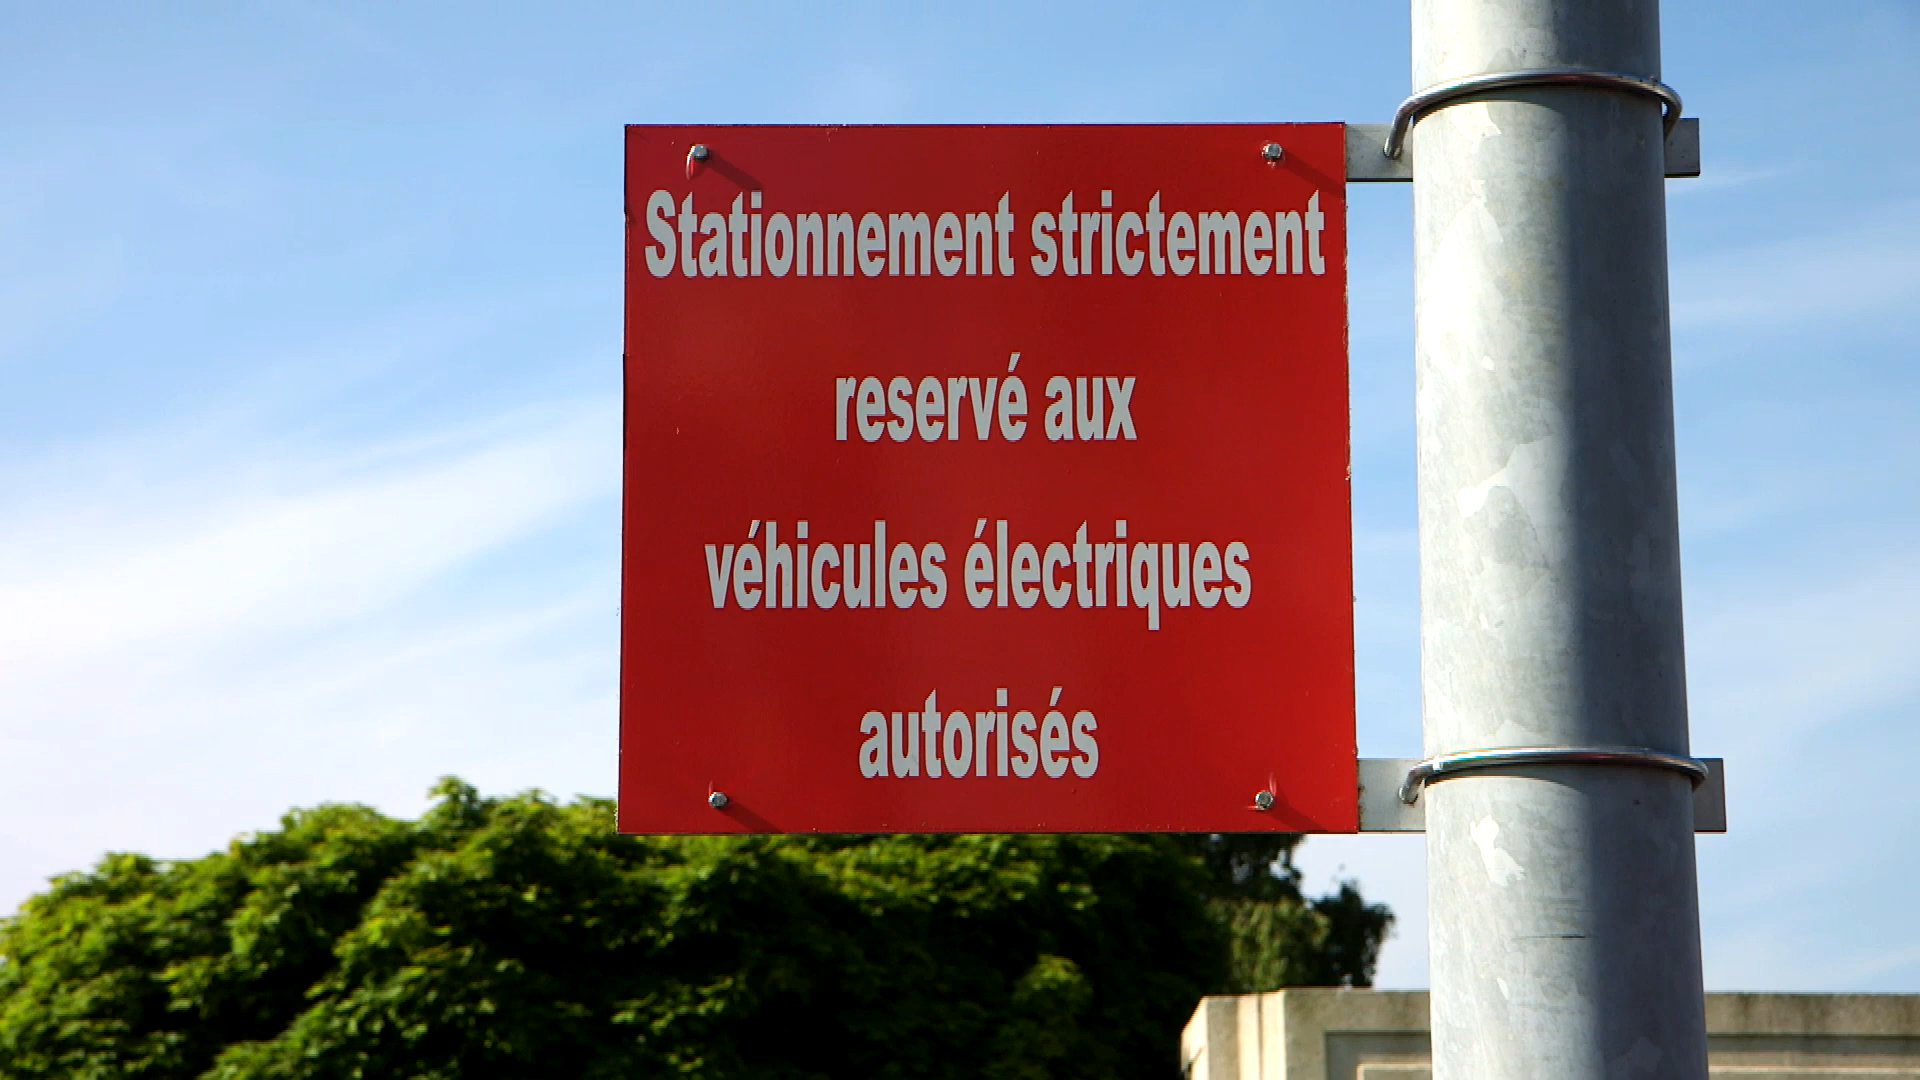 Stationnement strictement
reservé aux
véhicules électriques
autorisés